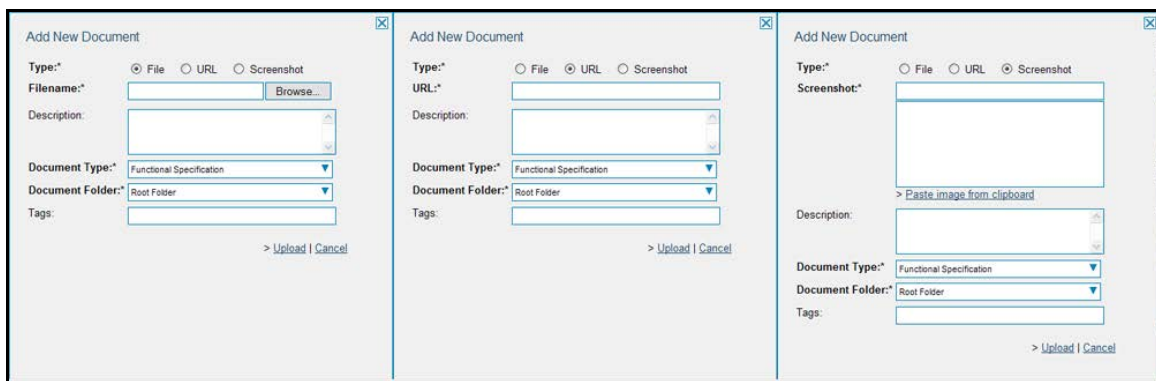 Add New Document
Type:* File URL Screenshot
Filename:* Browse...
Description:
Document Type:* Functional Specification
Document Folder:* Root Folder
Tags:
> Upload | Cancel
Add New Document
Type:* File URL Screenshot
URL:*
Description:
Document Type:* Functional Specification
Document Folder:* Root Folder
Tags:
> Upload | Cancel
Add New Document
Type:* File URL Screenshot
Screenshot:*
> Paste image from clipboard
Description:
Document Type:* Functional Specification
Document Folder:* Root Folder
Tags:
> Upload | Cancel